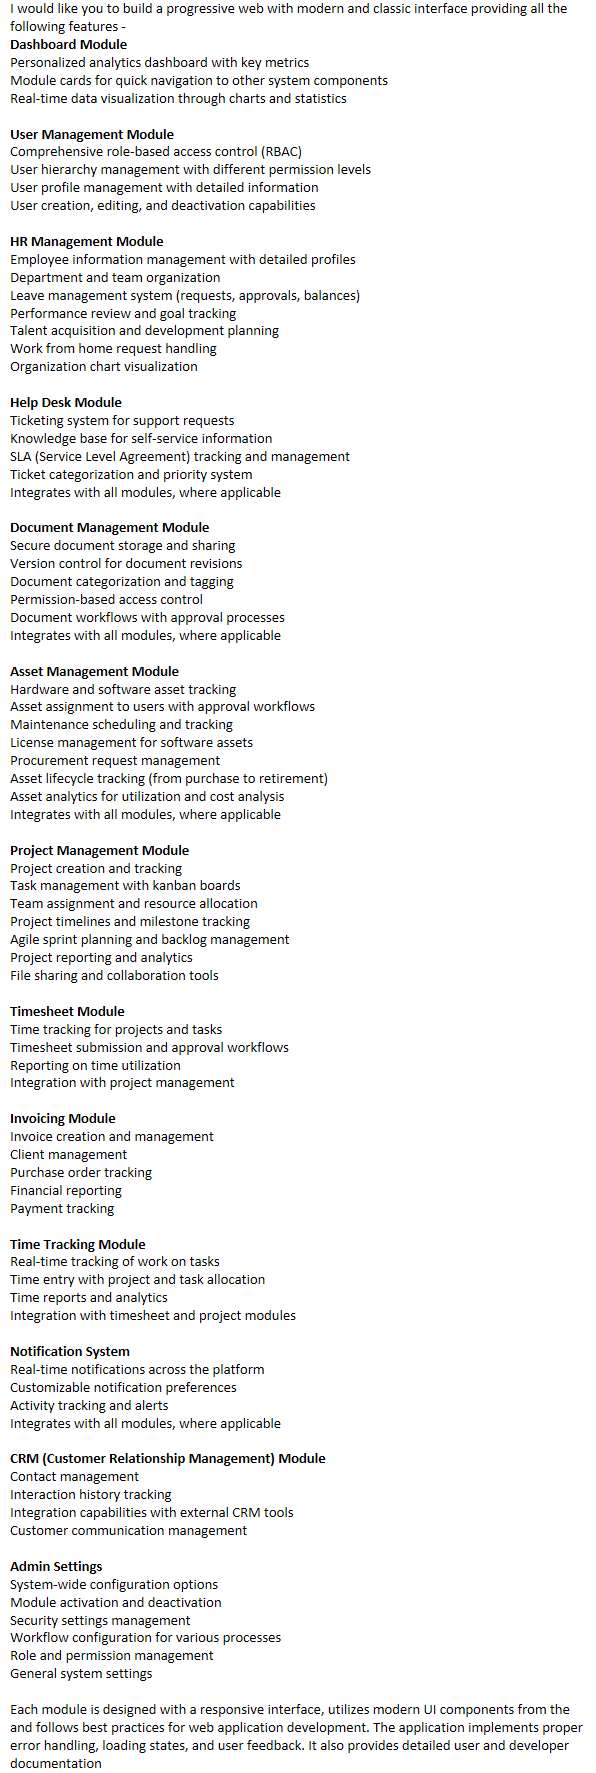 I would like you to build a progressive web with modern and classic interface providing all the
following features -
Dashboard Module
Personalized analytics dashboard with key metrics
Module cards for quick navigation to other system components
Real-time data visualization through charts and statistics
User Management Module
Comprehensive role-based access control (RBAC)
User hierarchy management with different permission levels
User profile management with detailed information
User creation, editing, and deactivation capabilities
HR Management Module
Employee information management with detailed profiles
Department and team organization
Leave management system (requests, approvals, balances)
Performance review and goal tracking
Talent acquisition and development planning
Work from home request handling
Organization chart visualization
Help Desk Module
Ticketing system for support requests
Knowledge base for self-service information
SLA (Service Level Agreement) tracking and management
Ticket categorization and priority system
Integrates with all modules, where applicable
Document Management Module
Secure document storage and sharing
Version control for document revisions
Document categorization and tagging
Permission-based access control
Document workflows with approval processes
Integrates with all modules, where applicable
Asset Management Module
Hardware and software asset tracking
Asset assignment to users with approval workflows
Maintenance scheduling and tracking
License management for software assets
Procurement request management
Asset lifecycle tracking (from purchase to retirement)
Asset analytics for utilization and cost analysis
Integrates with all modules, where applicable
Project Management Module
Project creation and tracking
Task management with kanban boards
Team assignment and resource allocation
Project timelines and milestone tracking
Agile sprint planning and backlog management
Project reporting and analytics
File sharing and collaboration tools
Timesheet Module
Time tracking for projects and tasks
Timesheet submission and approval workflows
Reporting on time utilization
Integration with project management
Invoicing Module
Invoice creation and management
Client management
Purchase order tracking
Financial reporting
Payment tracking
Time Tracking Module
Real-time tracking of work on tasks
Time entry with project and task allocation
Time reports and analytics
Integration with timesheet and project modules
Notification System
Real-time notifications across the platform
Customizable notification preferences
Activity tracking and alerts
Integrates with all modules, where applicable
CRM (Customer Relationship Management) Module
Contact management
Interaction history tracking
Integration capabilities with external CRM tools
Customer communication management
Admin Settings
System-wide configuration options
Module activation and deactivation
Security settings management
Workflow configuration for various processes
Role and permission management
General system settings
Each module is designed with a responsive interface, utilizes modern UI components from the
and follows best practices for web application development. The application implements proper
error handling, loading states, and user feedback. It also provides detailed user and developer
documentation